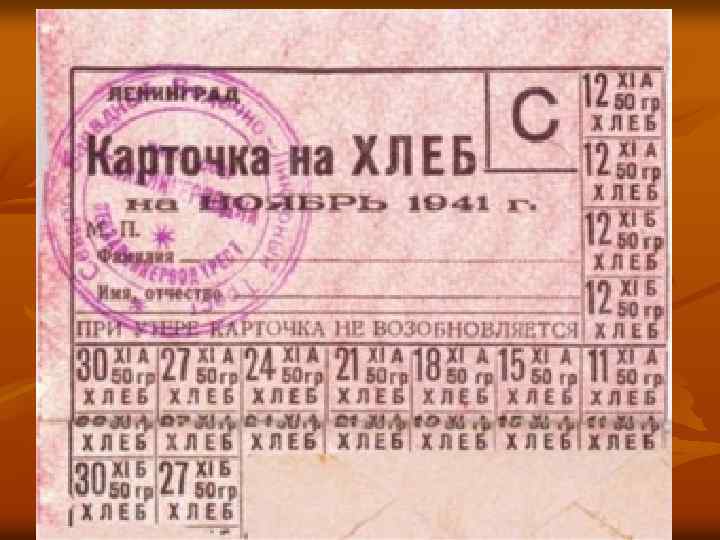 ЛЕНИНГРАД
С
Карточка на ХЛЕБ
на НОЯБРЬ 1941 г.
М. П.
Фамилия
Имя, отчество
ПРИ УТЕРЕ КАРТОЧКА НЕ ВОЗОБНОВЛЯЕТСЯ
12 XI А 50 гр ХЛЕБ
12 XI А 50 гр ХЛЕБ
12 XI Б 50 гр ХЛЕБ
12 XI Б 50 гр ХЛЕБ
30 XI А 27 XI А 24 XI А 21 XI А 18 XI А 15 XI А 11 XI А
50 гр 50 гр 50 гр 50 гр 50 гр 50 гр 50 гр
ХЛЕБ ХЛЕБ ХЛЕБ ХЛЕБ ХЛЕБ ХЛЕБ ХЛЕБ
ХЛЕБ ХЛЕБ ХЛЕБ ХЛЕБ ХЛЕБ ХЛЕБ ХЛЕБ
30 XI Б 27 XI Б
50 гр 50 гр
ХЛЕБ ХЛЕБ